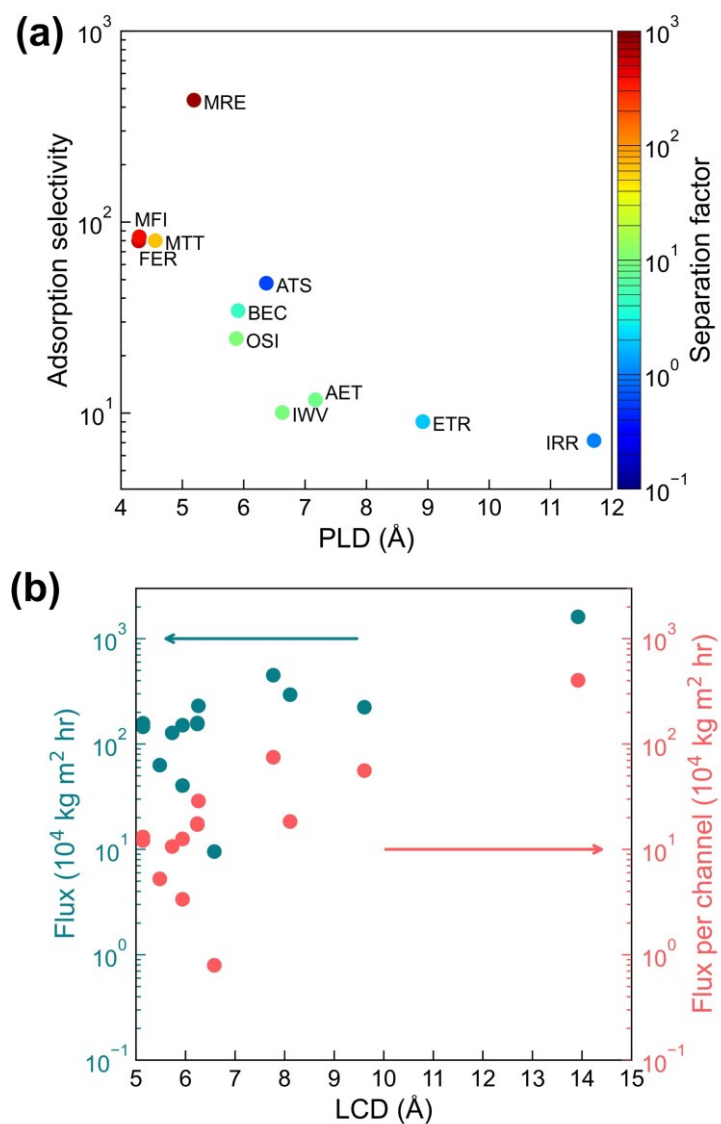 (a)
Adsorption selectivity
10³
10²
10¹
MRE
MFI
MTT
FER
ATS
BEC
OSI
AET
IWV
ETR
IRR
4 5 6 7 8 9 10 11 12
PLD (Å)
10³
10²
10¹
10⁰
10⁻¹
Separation factor
(b)
Flux (10⁴ kg m² hr)
10³
10²
10¹
10⁰
10⁻¹
5 6 7 8 9 10 11 12 13 14 15
LCD (Å)
10³
10²
10¹
10⁰
10⁻¹
Flux per channel (10⁴ kg m² hr)